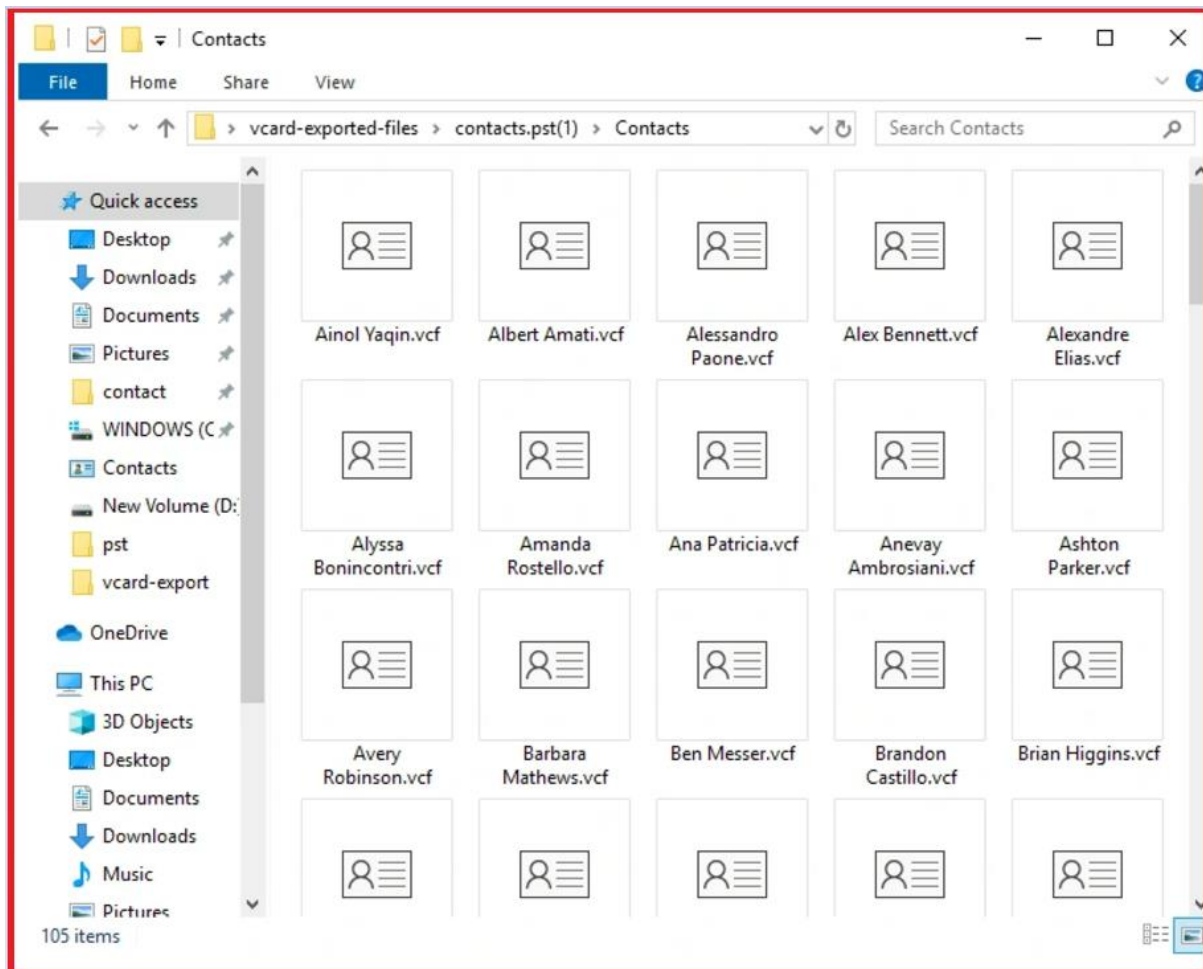 Contacts
File Home Share View
vcard-exported-files > contacts.pst(1) > Contacts
Search Contacts
Quick access
Desktop
Downloads
Documents
Pictures
contact
WINDOWS (C
Contacts
New Volume (D:
pst
vcard-export
OneDrive
This PC
3D Objects
Desktop
Documents
Downloads
Music
Pictures
Ainol Yaqin.vcf
Albert Amati.vcf
Alessandro
Paone.vcf
Alex Bennett.vcf
Alexandre
Elias.vcf
Alyssa
Bonincontri.vcf
Amanda
Rostello.vcf
Ana Patricia.vcf
Anevay
Ambrosiani.vcf
Ashton
Parker.vcf
Avery
Robinson.vcf
Barbara
Mathews.vcf
Ben Messer.vcf
Brandon
Castillo.vcf
Brian Higgins.vcf
105 items